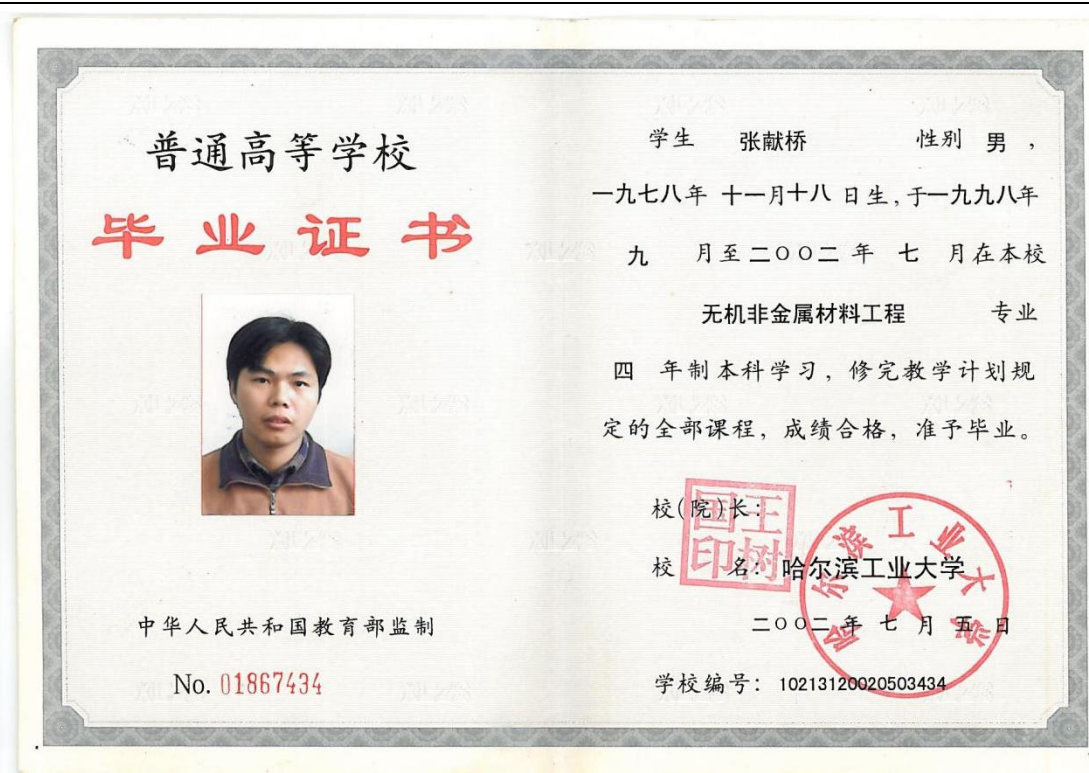 普通高等学校
毕业证书
中华人民共和国教育部监制
No. 01867434
学生 张献桥 性别 男,
一九七八年 十一月十八 日生,于一九九八年
九 月至二〇〇二 年 七 月在本校
无机非金属材料工程 专业
四 年制本科学习,修完教学计划规
定的全部课程,成绩合格,准予毕业。
校(院)长:
王树国印
校 名: 哈尔滨工业大学
哈尔滨工业大学
二〇〇二 年 七 月 五 日
学校编号: 10213120020503434